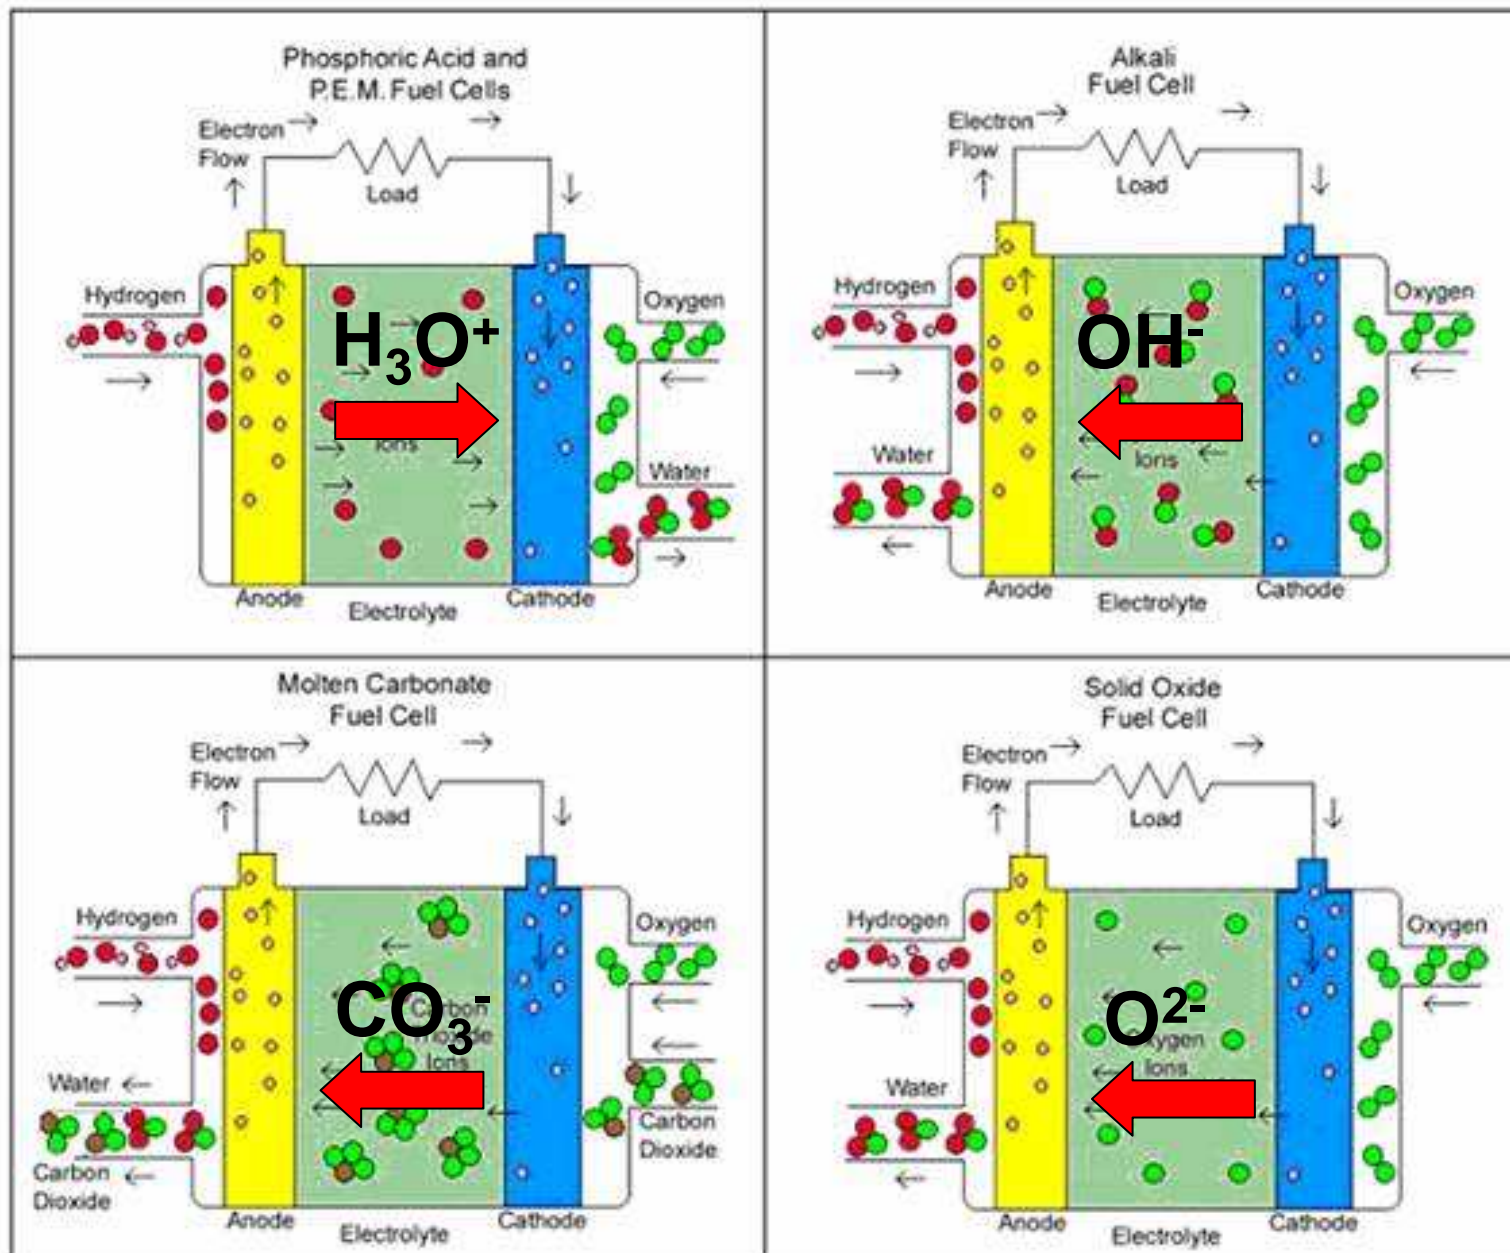 Phosphoric Acid and
P.E.M. Fuel Cells
Electron
Flow
Load
Hydrogen
Oxygen
H₃O⁺
Ions
Water
Anode
Electrolyte
Cathode
Alkali
Fuel Cell
Electron
Flow
Load
Hydrogen
Oxygen
OH⁻
Water
Ions
Anode
Electrolyte
Cathode
Molten Carbonate
Fuel Cell
Electron
Flow
Load
Hydrogen
Oxygen
CO₃⁻
Carbon
Ions
Water
Carbon
Dioxide
Carbon
Dioxide
Anode
Electrolyte
Cathode
Solid Oxide
Fuel Cell
Electron
Flow
Load
Hydrogen
Oxygen
O²⁻
Oxygen
Ions
Water
Anode
Electrolyte
Cathode